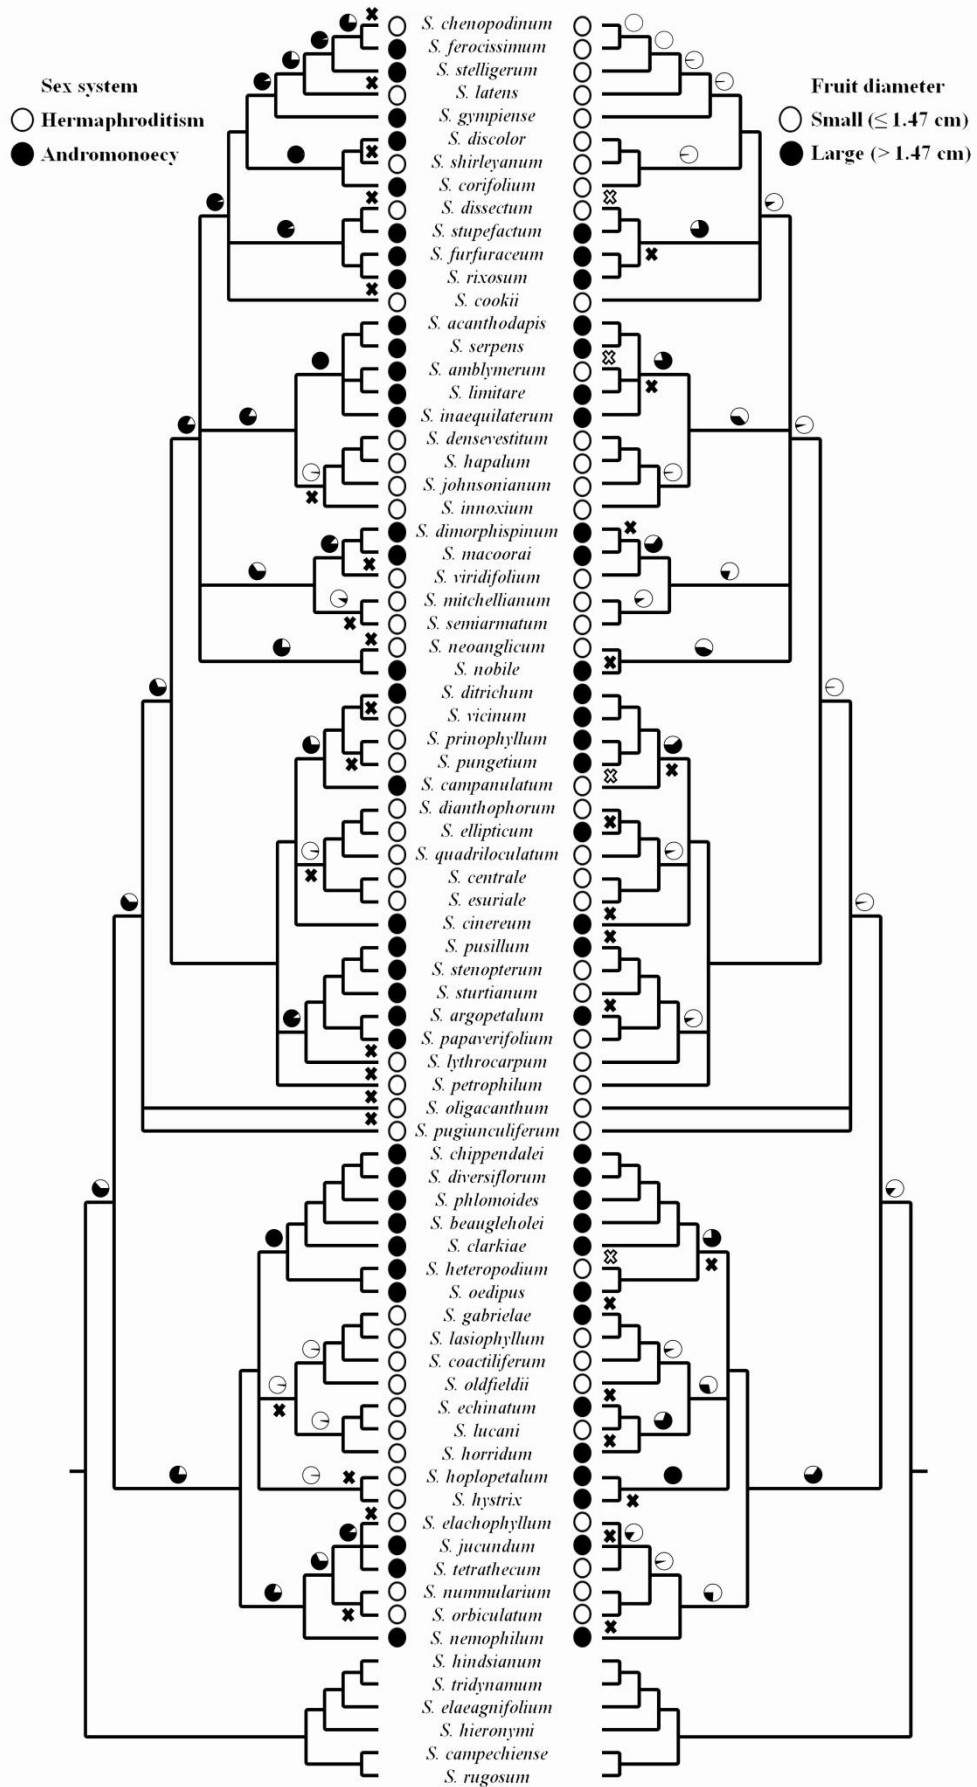 Sex system
Hermaphroditism
Andromonoecy
Fruit diameter
Small (≤ 1.47 cm)
Large (> 1.47 cm)
S. chenopodinum
S. ferocissimum
S. stelligerum
S. latens
S. gympiense
S. discolor
S. shirleyanum
S. corifolium
S. dissectum
S. stupefactum
S. furfuraceum
S. rixosum
S. cookii
S. acanthodapis
S. serpens
S. amblymerum
S. limitare
S. inaequilaterum
S. densevestitum
S. hapalum
S. johnsonianum
S. innoxium
S. dimorphispinum
S. macoorai
S. viridifolium
S. mitchellianum
S. semiarmatum
S. neoanglicum
S. nobile
S. ditrichum
S. vicinum
S. prinophyllum
S. pungetium
S. campanulatum
S. dianthophorum
S. ellipticum
S. quadriloculatum
S. centrale
S. esuriale
S. cinereum
S. pusillum
S. stenopterum
S. sturtianum
S. argopetalum
S. papaverifolium
S. lythrocarpum
S. petrophilum
S. oligacanthum
S. pugiunculiferum
S. chippendalei
S. diversiflorum
S. phlomoides
S. beaugleholei
S. clarkiae
S. heteropodium
S. oedipus
S. gabrielae
S. lasiophyllum
S. coactiliferum
S. oldfieldii
S. echinatum
S. lucani
S. horridum
S. hoplopetalum
S. hystrix
S. elachophyllum
S. jucundum
S. tetrathecum
S. nummularium
S. orbiculatum
S. nemophilum
S. hindsianum
S. tridynamum
S. elaeagnifolium
S. hieronymi
S. campechiense
S. rugosum